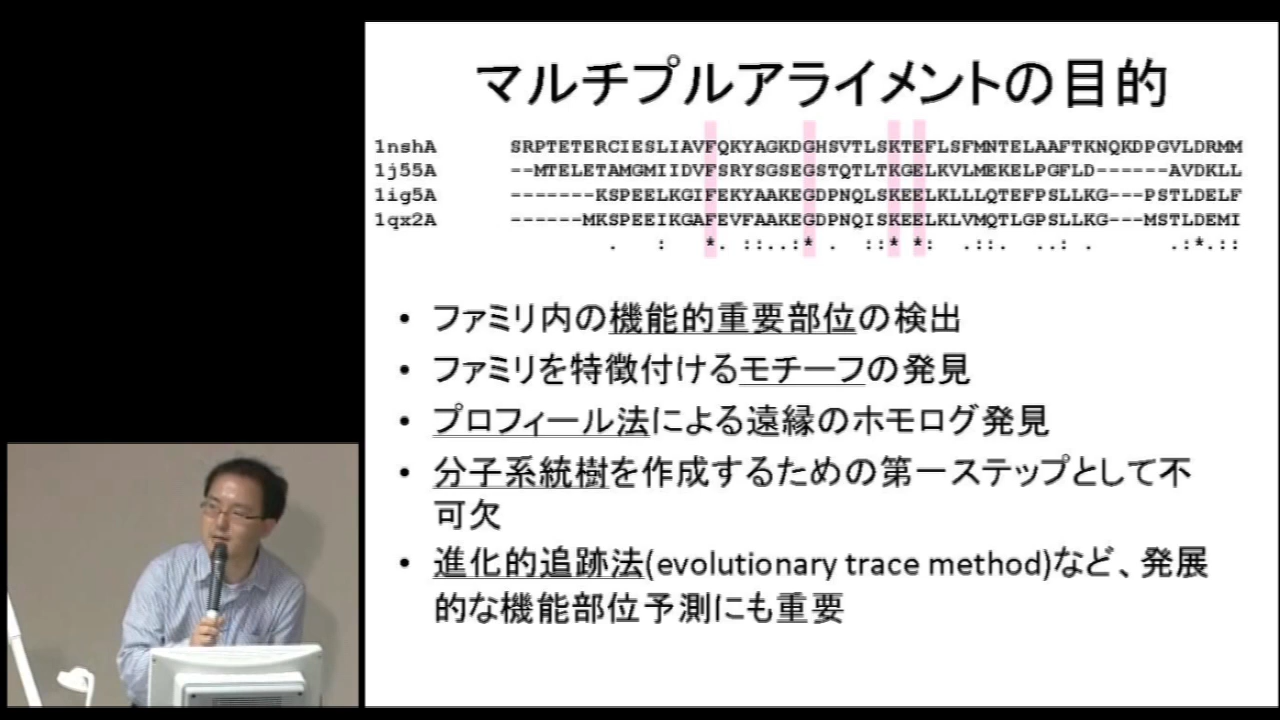 マルチプルアライメントの目的
1nshA SRPTETERCIESLIAVFQKYAGKDGHSVTLSKTEFLSFMNTELAAFTKNQKDPGVLDRMM
1j55A --MTELETAMGMIIDVFSRYSGSEGSTQTLTKGELKVLMEKELPGFLD------AVDKLL
1ig5A -------KSPEELKGIFEKYAAKEGDPNQLSKEELKLLLQTEFPSLLKG---PSTLDELF
1qz2A ------MKSPEEIKGAFEVFAAKEGDPNQISKEELKLVMQTLGPSLLKG---MSTLDEMI
. : *. ::..:* . ::* *: .::. ..: . .:*.::
• ファミリ内の機能的重要部位の検出
• ファミリを特徴付けるモチーフの発見
• プロフィール法による遠縁のホモログ発見
• 分子系統樹を作成するための第一ステップとして不
可欠
• 進化的追跡法(evolutionary trace method)など、発展
的な機能部位予測にも重要